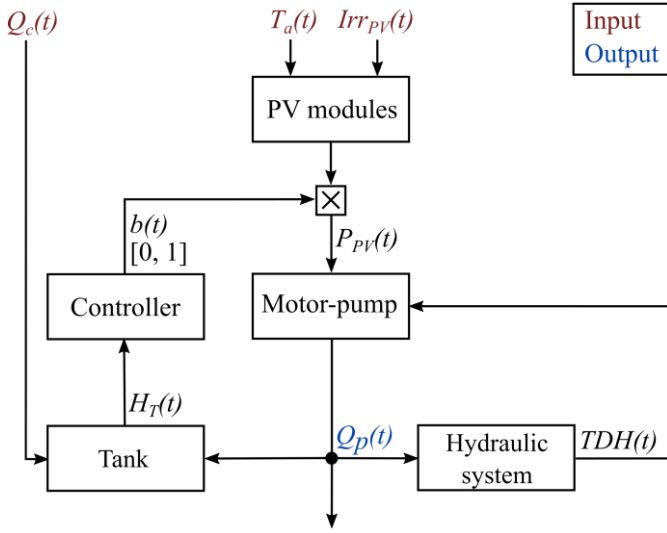 Q_c(t)
T_a(t)
Irr_PV(t)
Input
Output
PV modules
×
b(t)
[0, 1]
P_PV(t)
Controller
Motor-pump
H_T(t)
Q_p(t)
Tank
Hydraulic
system
TDH(t)